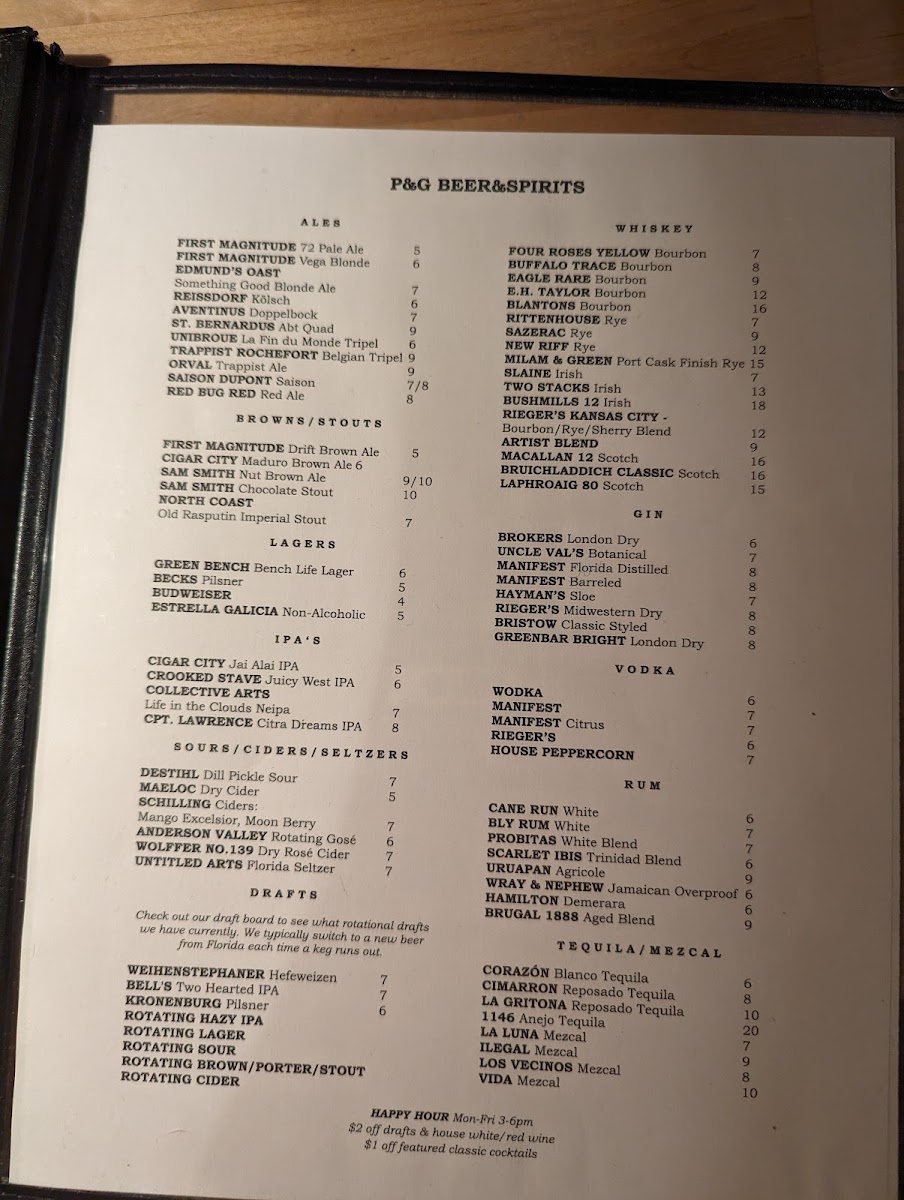 P&G BEER&SPIRITS
ALES
FIRST MAGNITUDE 72 Pale Ale 5
FIRST MAGNITUDE Vega Blonde 6
EDMUND'S OAST
Something Good Blonde Ale 7
REISSDORF Kölsch 6
AVENTINUS Doppelbock 7
ST. BERNARDUS Abt Quad 9
UNIBROUE La Fin du Monde Tripel 6
TRAPPIST ROCHEFORT Belgian Tripel 9
ORVAL Trappist Ale 9
SAISON DUPONT Saison 7/8
RED BUG RED Red Ale 8
BROWNS/STOUTS
FIRST MAGNITUDE Drift Brown Ale 5
CIGAR CITY Maduro Brown Ale 6
SAM SMITH Nut Brown Ale 9/10
SAM SMITH Chocolate Stout 10
NORTH COAST
Old Rasputin Imperial Stout 7
LAGERS
GREEN BENCH Bench Life Lager 6
BECKS Pilsner 5
BUDWEISER 4
ESTRELLA GALICIA Non-Alcoholic 5
IPA'S
CIGAR CITY Jai Alai IPA 5
CROOKED STAVE Juicy West IPA 6
COLLECTIVE ARTS
Life in the Clouds Neipa 7
CPT. LAWRENCE Citra Dreams IPA 8
SOURS/CIDERS/SELTZERS
DESTIHL Dill Pickle Sour 7
MAELOC Dry Cider 5
SCHILLING Ciders:
Mango Excelsior, Moon Berry 7
ANDERSON VALLEY Rotating Gosé 6
WOLFFER NO.139 Dry Rosé Cider 7
UNTITLED ARTS Florida Seltzer 7
DRAFTS
Check out our draft board to see what rotational drafts
we have currently. We typically switch to a new beer
from Florida each time a keg runs out.
WEIHENSTEPHANER Hefeweizen 7
BELL'S Two Hearted IPA 7
KRONENBURG Pilsner 6
ROTATING HAZY IPA
ROTATING LAGER
ROTATING SOUR
ROTATING BROWN/PORTER/STOUT
ROTATING CIDER
WHISKEY
FOUR ROSES YELLOW Bourbon 7
BUFFALO TRACE Bourbon 8
EAGLE RARE Bourbon 9
E.H. TAYLOR Bourbon 12
BLANTONS Bourbon 16
RITTENHOUSE Rye 7
SAZERAC Rye 9
NEW RIFF Rye 12
MILAM & GREEN Port Cask Finish Rye 15
SLAINE Irish 7
TWO STACKS Irish 13
BUSHMILLS 12 Irish 18
RIEGER'S KANSAS CITY -
Bourbon/Rye/Sherry Blend 12
ARTIST BLEND 9
MACALLAN 12 Scotch 16
BRUICHLADDICH CLASSIC Scotch 16
LAPHROAIG 80 Scotch 15
GIN
BROKERS London Dry 6
UNCLE VAL'S Botanical 7
MANIFEST Florida Distilled 8
MANIFEST Barreled 8
HAYMAN'S Sloe 7
RIEGER'S Midwestern Dry 8
BRISTOW Classic Styled 8
GREENBAR BRIGHT London Dry 8
VODKA
WODKA 6
MANIFEST 7
MANIFEST Citrus 7
RIEGER'S 6
HOUSE PEPPERCORN 7
RUM
CANE RUN White 6
BLY RUM White 7
PROBITAS White Blend 7
SCARLET IBIS Trinidad Blend 6
URUAPAN Agricole 9
WRAY & NEPHEW Jamaican Overproof 6
HAMILTON Demerara 6
BRUGAL 1888 Aged Blend 9
TEQUILA/MEZCAL
CORAZÓN Blanco Tequila 6
CIMARRON Reposado Tequila 8
LA GRITONA Reposado Tequila 10
1146 Anejo Tequila 20
LA LUNA Mezcal 7
ILEGAL Mezcal 9
LOS VECINOS Mezcal 8
VIDA Mezcal 10
HAPPY HOUR Mon-Fri 3-6pm
$2 off drafts & house white/red wine
$1 off featured classic cocktails